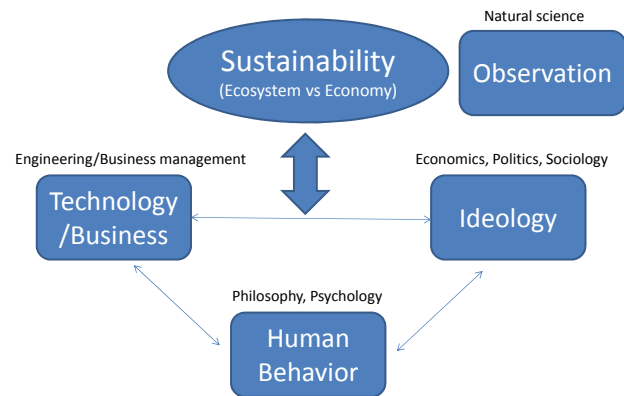 Natural science
Sustainability
(Ecosystem vs Economy)
Observation
Engineering/Business management
Economics, Politics, Sociology
Technology
/Business
Ideology
Philosophy, Psychology
Human
Behavior